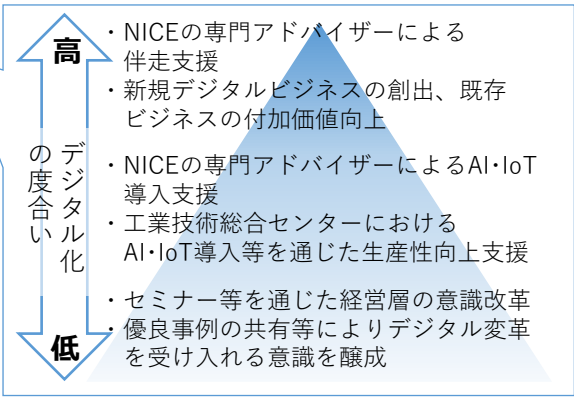 高
デジタル化
の度合い
低
・NICEの専門アドバイザーによる
伴走支援
・新規デジタルビジネスの創出、既存
ビジネスの付加価値向上
・NICEの専門アドバイザーによるAI･IoT
導入支援
・工業技術総合センターにおける
AI･IoT導入等を通じた生産性向上支援
・セミナー等を通じた経営層の意識改革
・優良事例の共有等によりデジタル変革
を受け入れる意識を醸成